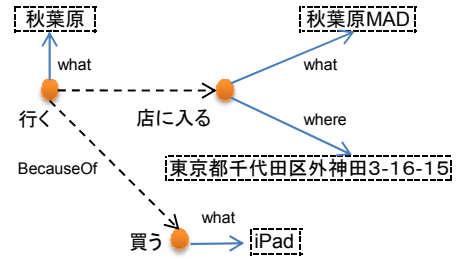 秋葉原
秋葉原MAD
what
what
行く
店に入る
where
BecauseOf
東京都千代田区外神田3-16-15
what
買う
iPad